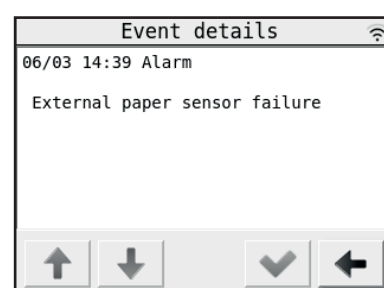 Event details
06/03 14:39 Alarm
External paper sensor failure